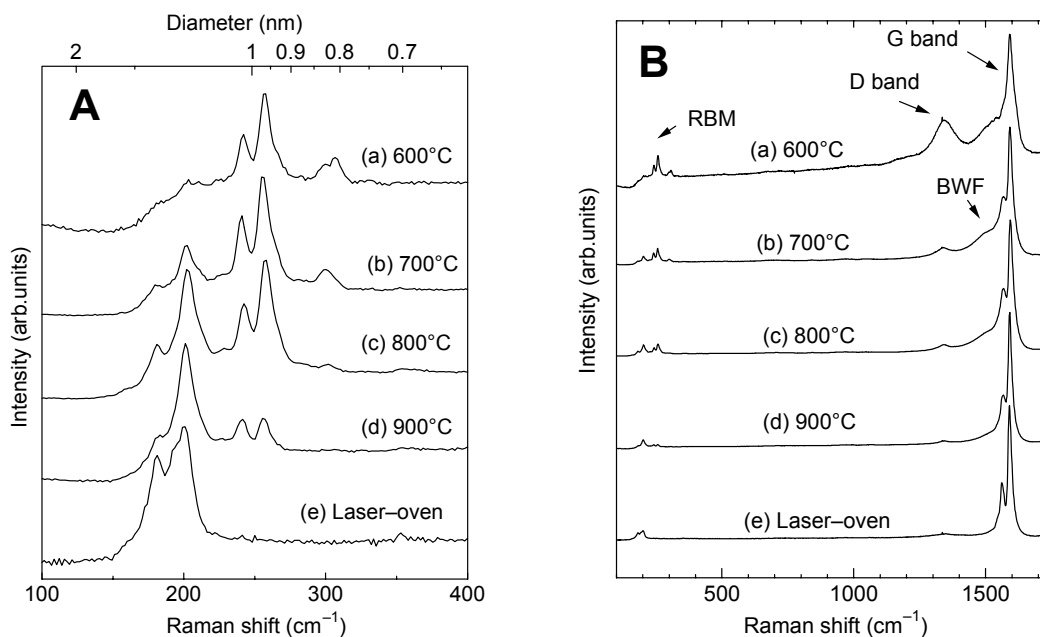 Diameter (nm)
2 1 0.9 0.8 0.7
A
(a) 600°C
(b) 700°C
(c) 800°C
(d) 900°C
(e) Laser–oven
Intensity (arb.units)
100 200 300 400
Raman shift (cm⁻¹)
B
G band
D band
RBM
(a) 600°C
BWF
(b) 700°C
(c) 800°C
(d) 900°C
(e) Laser–oven
Intensity (arb.units)
500 1000 1500
Raman shift (cm⁻¹)